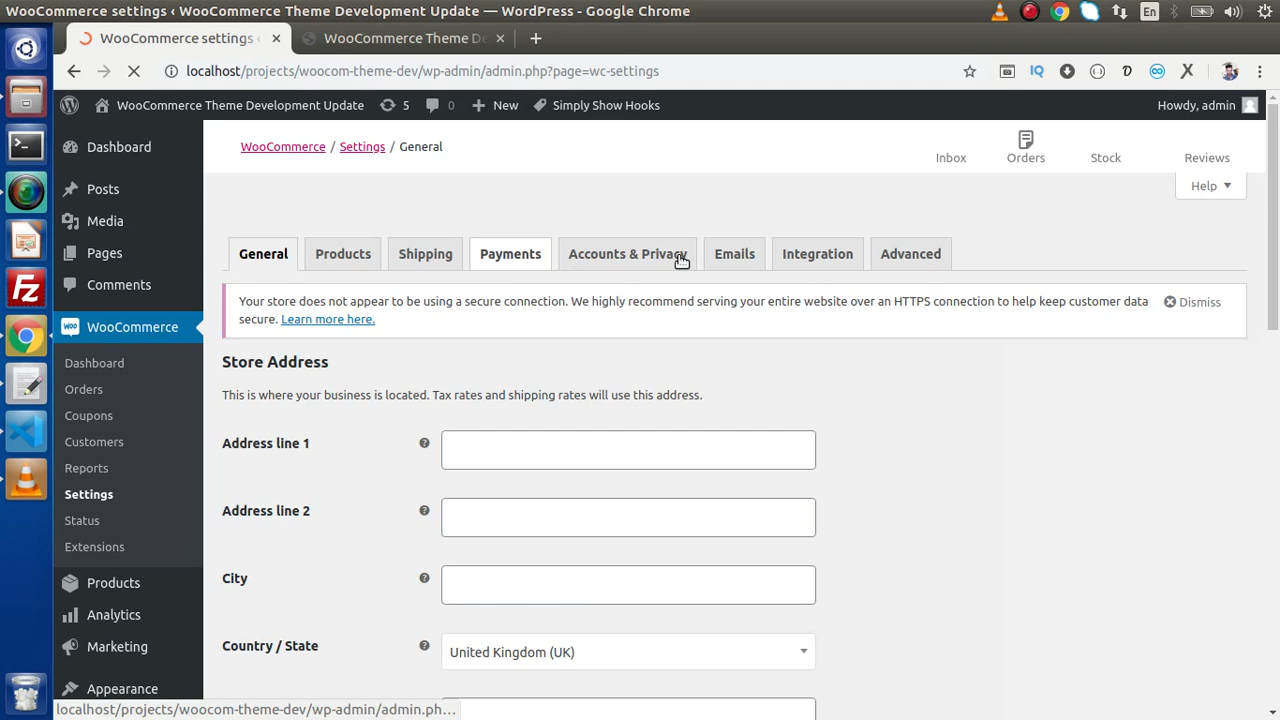 WooCommerce settings ‹ WooCommerce Theme Development Update — WordPress - Google Chrome
En
WooCommerce settings ‹
WooCommerce Theme De
localhost/projects/woocom-theme-dev/wp-admin/admin.php?page=wc-settings
WooCommerce Theme Development Update
5
0
New
Simply Show Hooks
Howdy, admin
WooCommerce / Settings / General
Inbox
Orders
Stock
Reviews
Help
Dashboard
Posts
Media
Pages
Comments
WooCommerce
Dashboard
Orders
Coupons
Customers
Reports
Settings
Status
Extensions
Products
Analytics
Marketing
Appearance
General
Products
Shipping
Payments
Accounts & Privacy
Emails
Integration
Advanced
Your store does not appear to be using a secure connection. We highly recommend serving your entire website over an HTTPS connection to help keep customer data
secure. Learn more here.
Dismiss
Store Address
This is where your business is located. Tax rates and shipping rates will use this address.
Address line 1
Address line 2
City
Country / State
United Kingdom (UK)
localhost/projects/woocom-theme-dev/wp-admin/admin.ph…